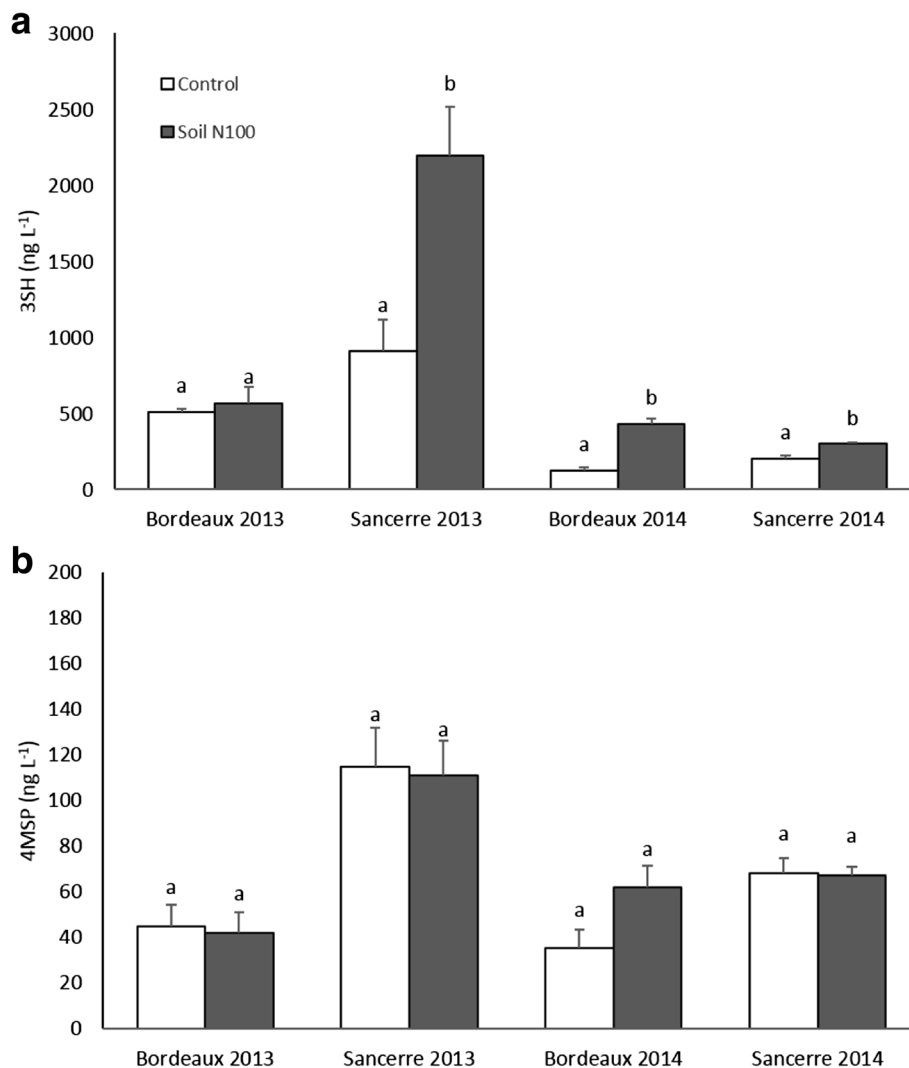 a
3000
2500
2000
1500
1000
500
0
3SH (ng L-1)
Control
Soil N100
a
a
a
b
a
b
a
b
Bordeaux 2013 Sancerre 2013 Bordeaux 2014 Sancerre 2014
b
200
180
160
140
120
100
80
60
40
20
0
4MSP (ng L-1)
a
a
a
a
a
a
a
a
Bordeaux 2013 Sancerre 2013 Bordeaux 2014 Sancerre 2014